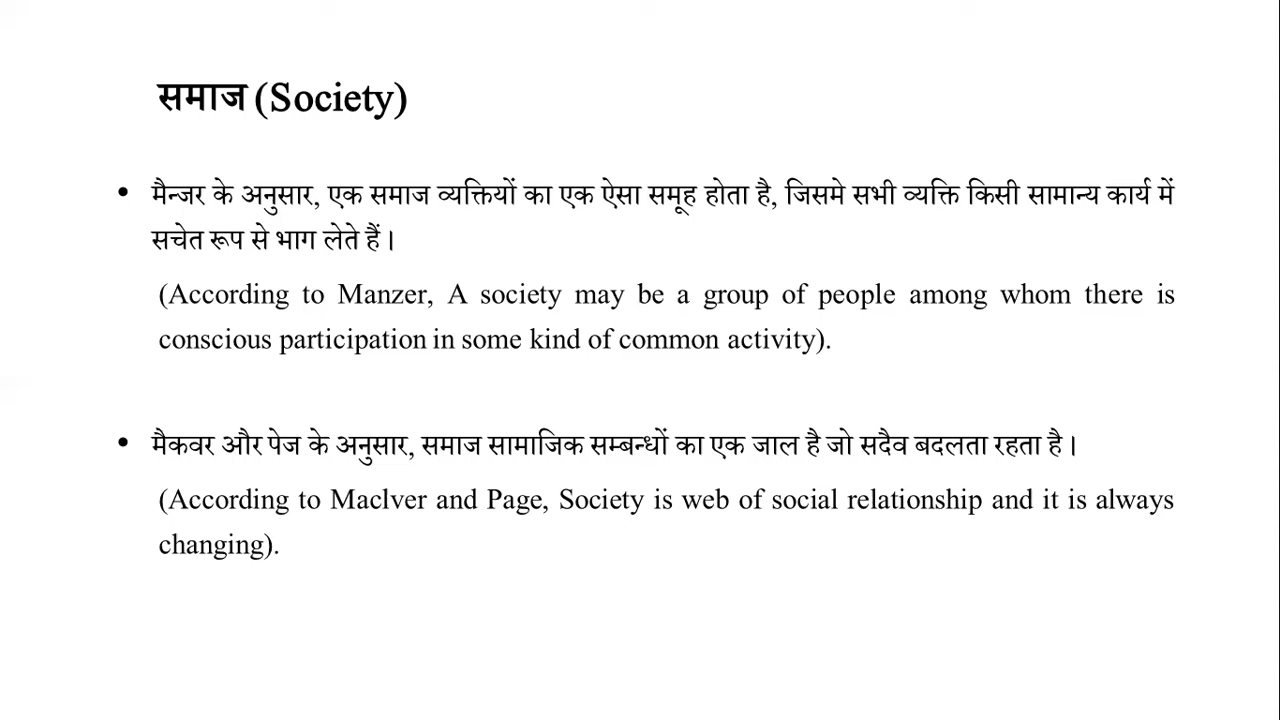 समाज (Society)
• मैन्जर के अनुसार, एक समाज व्यक्तियों का एक ऐसा समूह होता है, जिसमे सभी व्यक्ति किसी सामान्य कार्य में
सचेत रूप से भाग लेते हैं।
(According to Manzer, A society may be a group of people among whom there is
conscious participation in some kind of common activity).
• मैकवर और पेज के अनुसार, समाज सामाजिक सम्बन्धों का एक जाल है जो सदैव बदलता रहता है।
(According to Maclver and Page, Society is web of social relationship and it is always
changing).